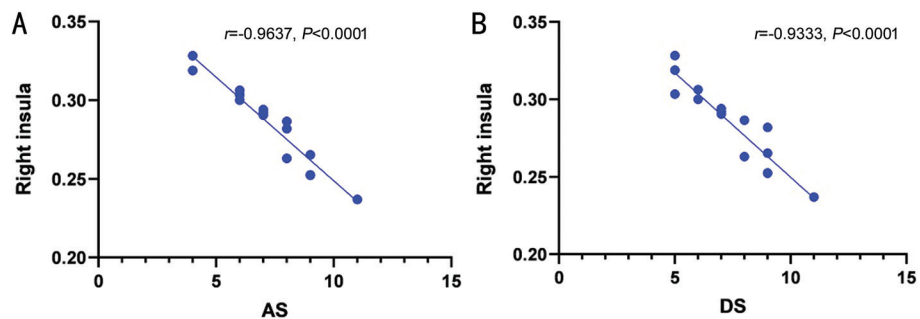 A
r=-0.9637, P<0.0001
0.35
0.30
0.25
0.20
Right insula
0
5
10
15
AS
B
r=-0.9333, P<0.0001
0.35
0.30
0.25
0.20
Right insula
0
5
10
15
DS